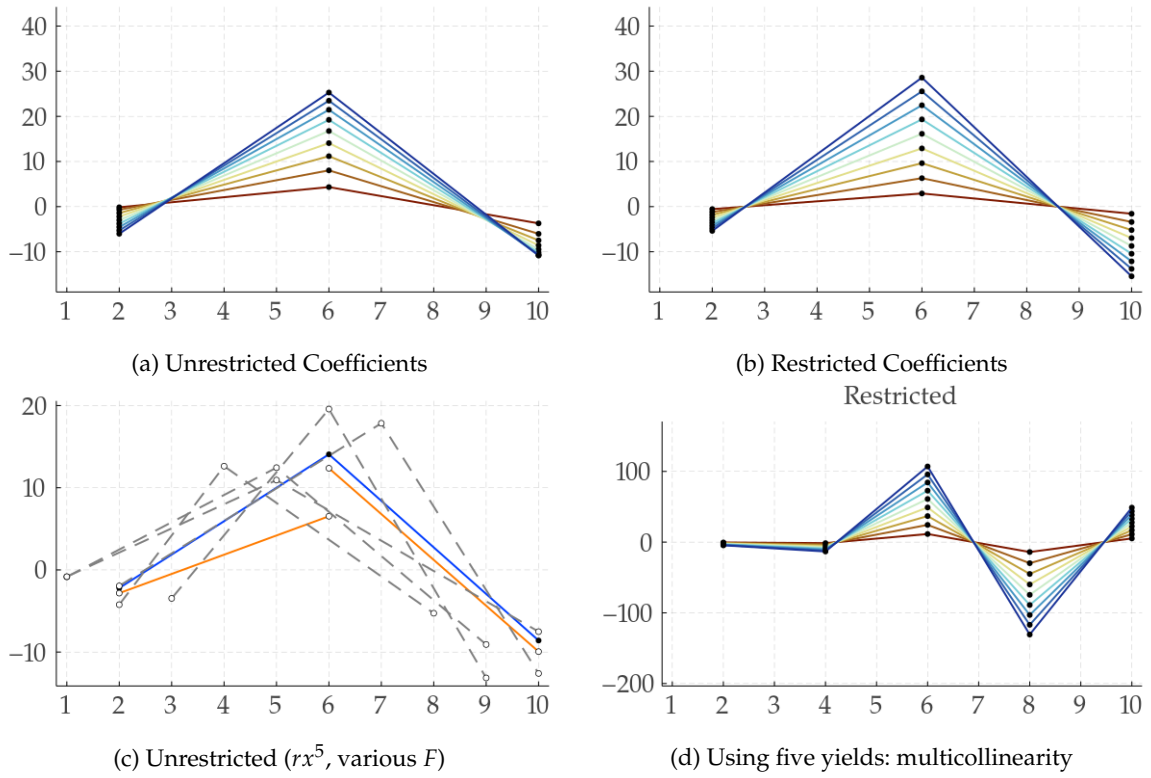 40
30
20
10
0
−10
1 2 3 4 5 6 7 8 9 10
(a) Unrestricted Coefficients
40
30
20
10
0
−10
1 2 3 4 5 6 7 8 9 10
(b) Restricted Coefficients
20
10
0
−10
1 2 3 4 5 6 7 8 9 10
(c) Unrestricted (rx⁵, various F)
Restricted
100
0
−100
−200
1 2 3 4 5 6 7 8 9 10
(d) Using five yields: multicollinearity